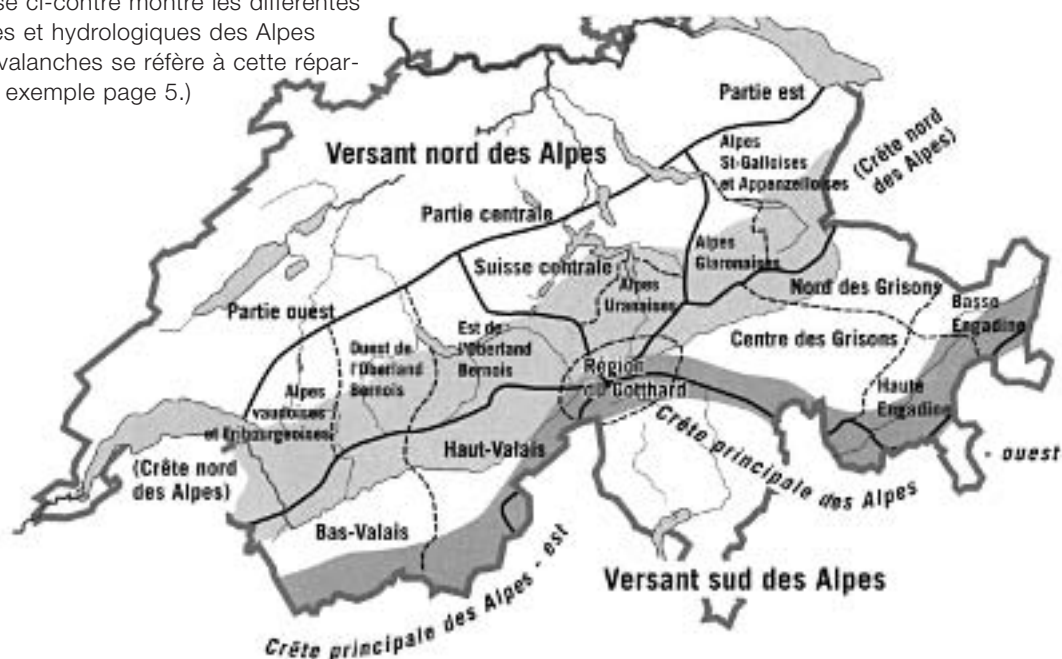 se ci-contre montre les différentes
es et hydrologiques des Alpes
valanches se réfère à cette répar-
exemple page 5.)
Partie est
Versant nord des Alpes
Alpes
St-Galloises
et Appenzelloises
(Crête nord
des Alpes)
Partie centrale
Suisse centrale
Alpes
Glaronaises
Alpes
Uranaises
Nord des Grisons
Partie ouest
Basse
Engadine
Est de
l'Oberland
Bernois
Ouest de
l'Oberland
Bernois
Centre des Grisons
Région
du Gotthard
Alpes
vaudoises
et Fribourgeoises
Haute
Engadine
Haut-Valais
(Crête nord
des Alpes)
Crête principale des Alpes
- ouest
Bas-Valais
Versant sud des Alpes
Crête principale des Alpes - est